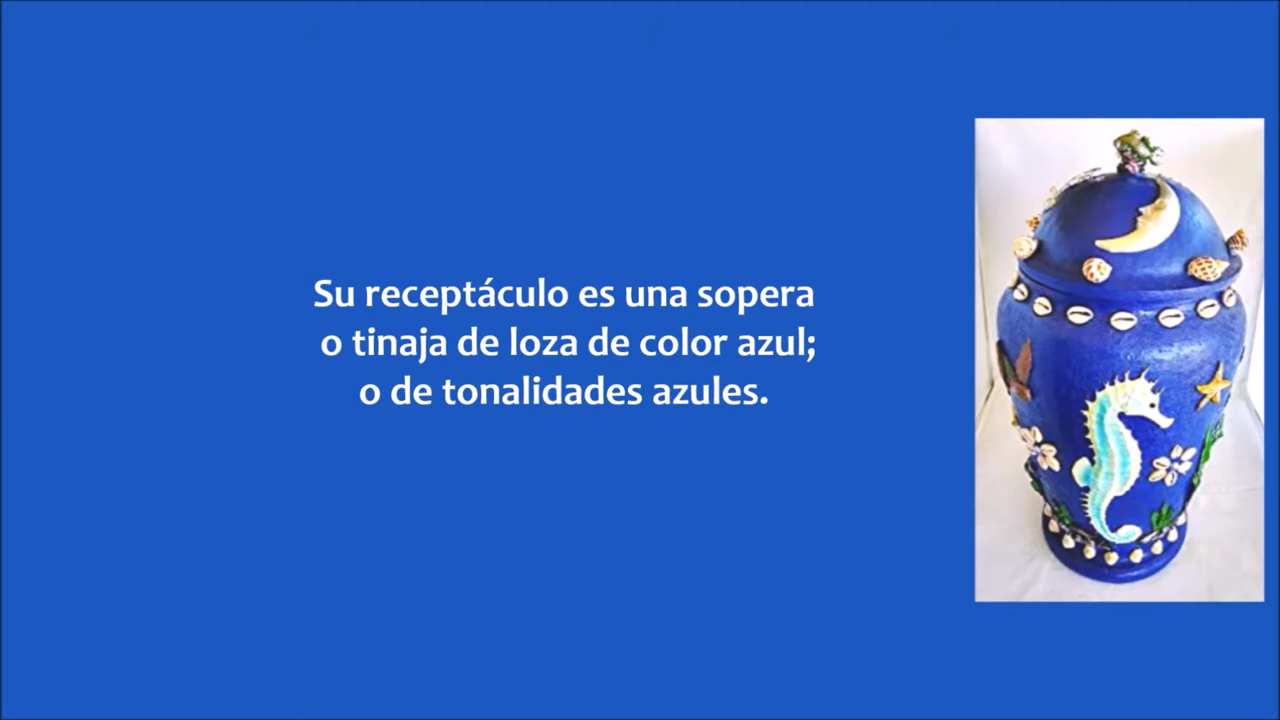 Su receptáculo es una sopera
o tinaja de loza de color azul;
o de tonalidades azules.